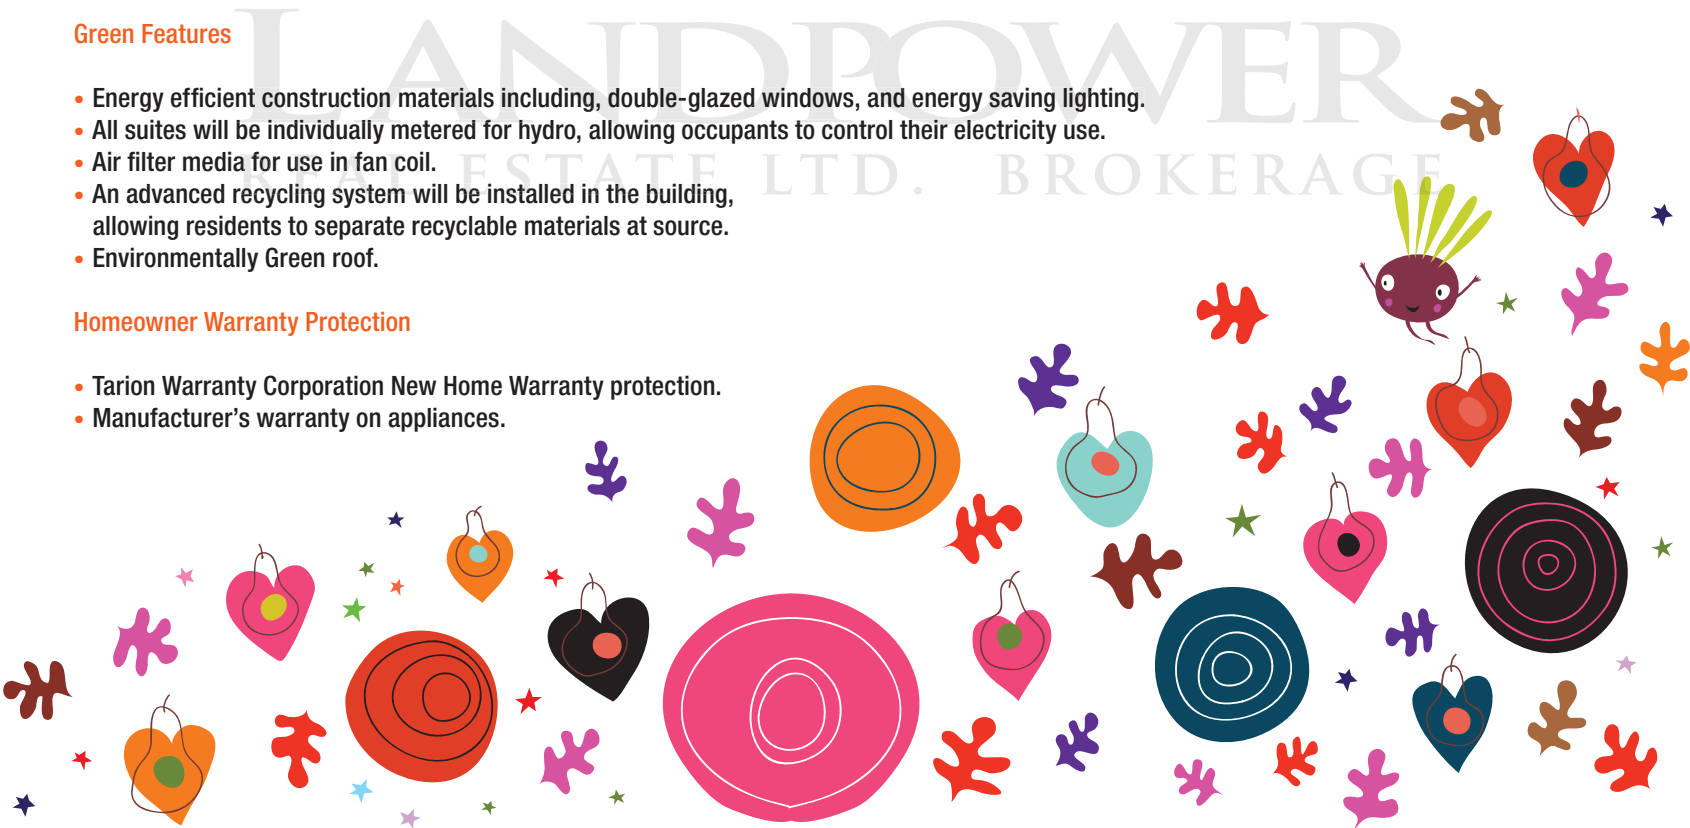 LANDPOWER
REAL ESTATE LTD. BROKERAGE
Green Features
• Energy efficient construction materials including, double-glazed windows, and energy saving lighting.
• All suites will be individually metered for hydro, allowing occupants to control their electricity use.
• Air filter media for use in fan coil.
• An advanced recycling system will be installed in the building,
allowing residents to separate recyclable materials at source.
• Environmentally Green roof.
Homeowner Warranty Protection
• Tarion Warranty Corporation New Home Warranty protection.
• Manufacturer’s warranty on appliances.